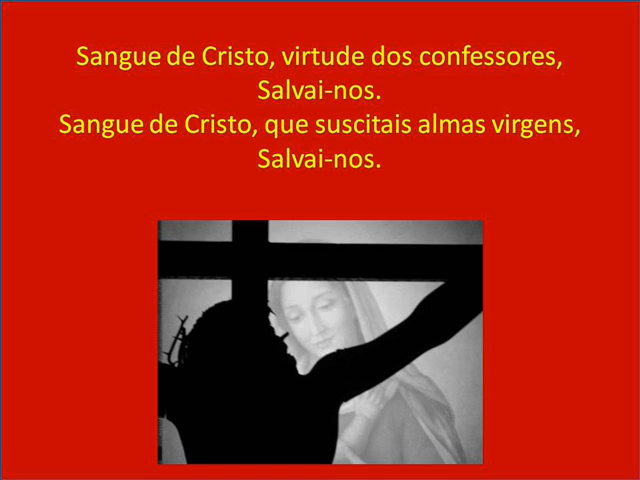 Sangue de Cristo, virtude dos confessores,
Salvai-nos.
Sangue de Cristo, que suscitais almas virgens,
Salvai-nos.